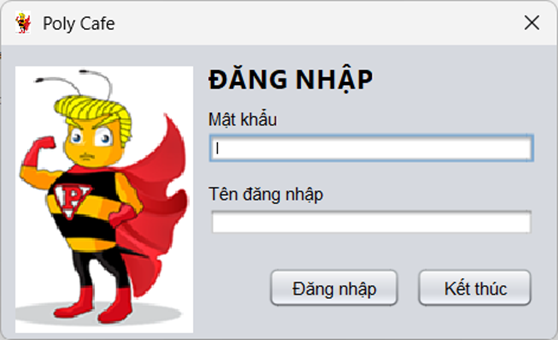 Poly Cafe
ĐĂNG NHẬP
Mật khẩu
Tên đăng nhập
Đăng nhập
Kết thúc
P